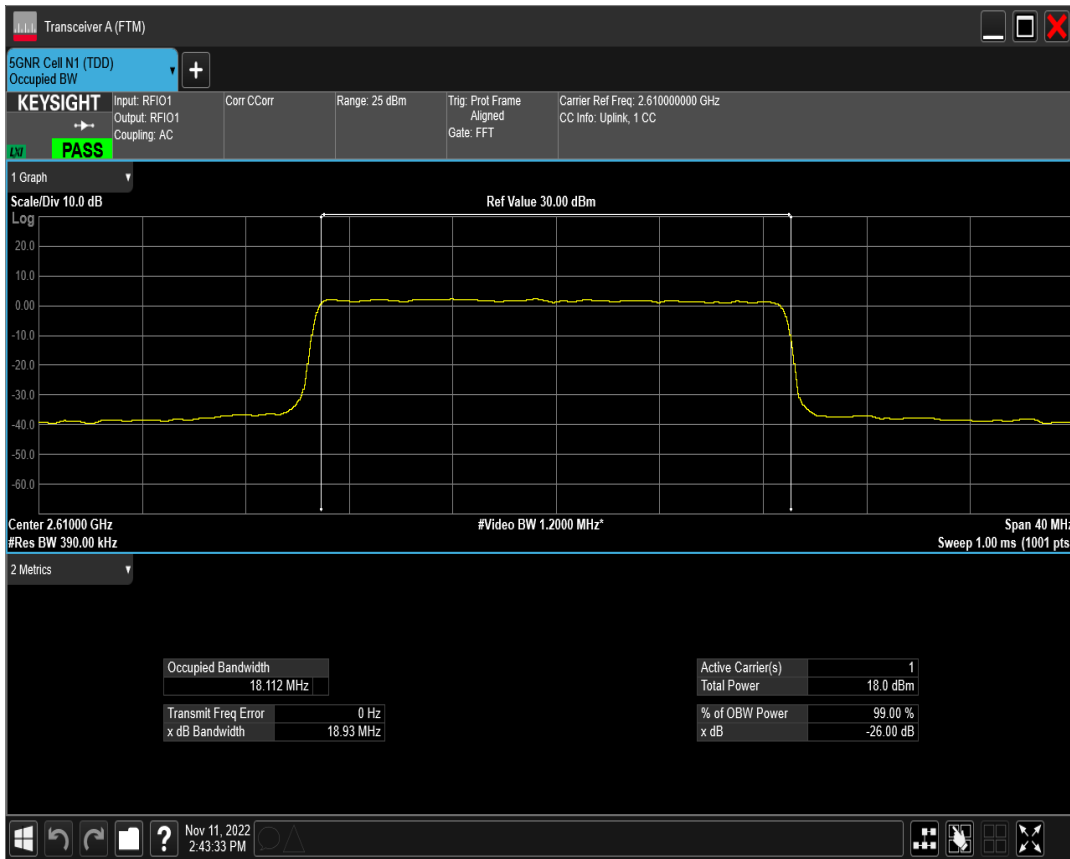 Transceiver A (FTM)
5GNR Cell N1 (TDD)
Occupied BW
+
KEYSIGHT
LXI
PASS
Input: RFIO1
Output: RFIO1
Coupling: AC
Corr CCorr
Range: 25 dBm
Trig: Prot Frame
Aligned
Gate: FFT
Carrier Ref Freq: 2.610000000 GHz
CC Info: Uplink, 1 CC
1 Graph
Scale/Div 10.0 dB
Ref Value 30.00 dBm
Log
20.0
10.0
0.00
-10.0
-20.0
-30.0
-40.0
-50.0
-60.0
Center 2.61000 GHz
#Video BW 1.2000 MHz*
Span 40 MHz
#Res BW 390.00 kHz
Sweep 1.00 ms (1001 pts
2 Metrics
Occupied Bandwidth
18.112 MHz
Transmit Freq Error 0 Hz
x dB Bandwidth 18.93 MHz
Active Carrier(s) 1
Total Power 18.0 dBm
% of OBW Power 99.00 %
x dB -26.00 dB
?
Nov 11, 2022
2:43:33 PM